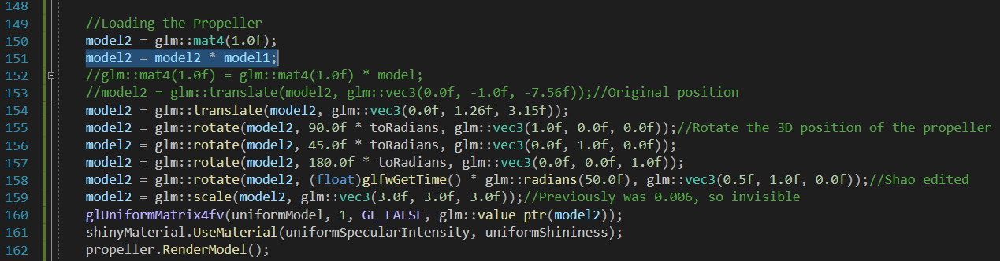 148
149 //Loading the Propeller
150 model2 = glm::mat4(1.0f);
151 model2 = model2 * model1;
152 //glm::mat4(1.0f) = glm::mat4(1.0f) * model;
153 //model2 = glm::translate(model2, glm::vec3(0.0f, -1.0f, -7.56f));//Original position
154 model2 = glm::translate(model2, glm::vec3(0.0f, 1.26f, 3.15f));
155 model2 = glm::rotate(model2, 90.0f * toRadians, glm::vec3(1.0f, 0.0f, 0.0f));//Rotate the 3D position of the propeller
156 model2 = glm::rotate(model2, 45.0f * toRadians, glm::vec3(0.0f, 1.0f, 0.0f));
157 model2 = glm::rotate(model2, 180.0f * toRadians, glm::vec3(0.0f, 0.0f, 1.0f));
158 model2 = glm::rotate(model2, (float)glfwGetTime() * glm::radians(50.0f), glm::vec3(0.5f, 1.0f, 0.0f));//Shao edited
159 model2 = glm::scale(model2, glm::vec3(3.0f, 3.0f, 3.0f));//Previously was 0.006, so invisible
160 glUniformMatrix4fv(uniformModel, 1, GL_FALSE, glm::value_ptr(model2));
161 shinyMaterial.UseMaterial(uniformSpecularIntensity, uniformShininess);
162 propeller.RenderModel();